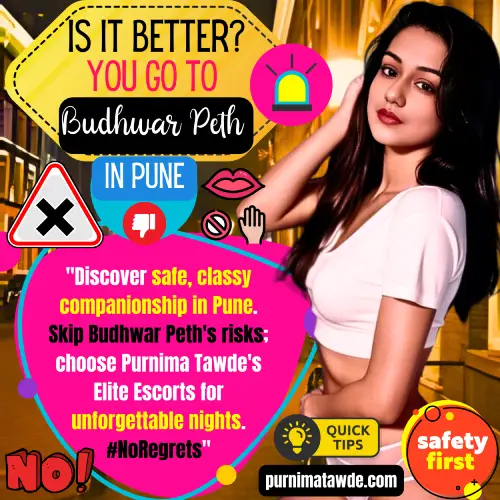 IS IT BETTER?
YOU GO TO
Budhwar Peth
IN PUNE
"Discover safe, classy
companionship in Pune.
Skip Budhwar Peth's risks;
choose Purnima Tawde's
Elite Escorts for
unforgettable nights.
#NoRegrets"
NO!
QUICK
TIPS
safety
first
purnimatawde.com